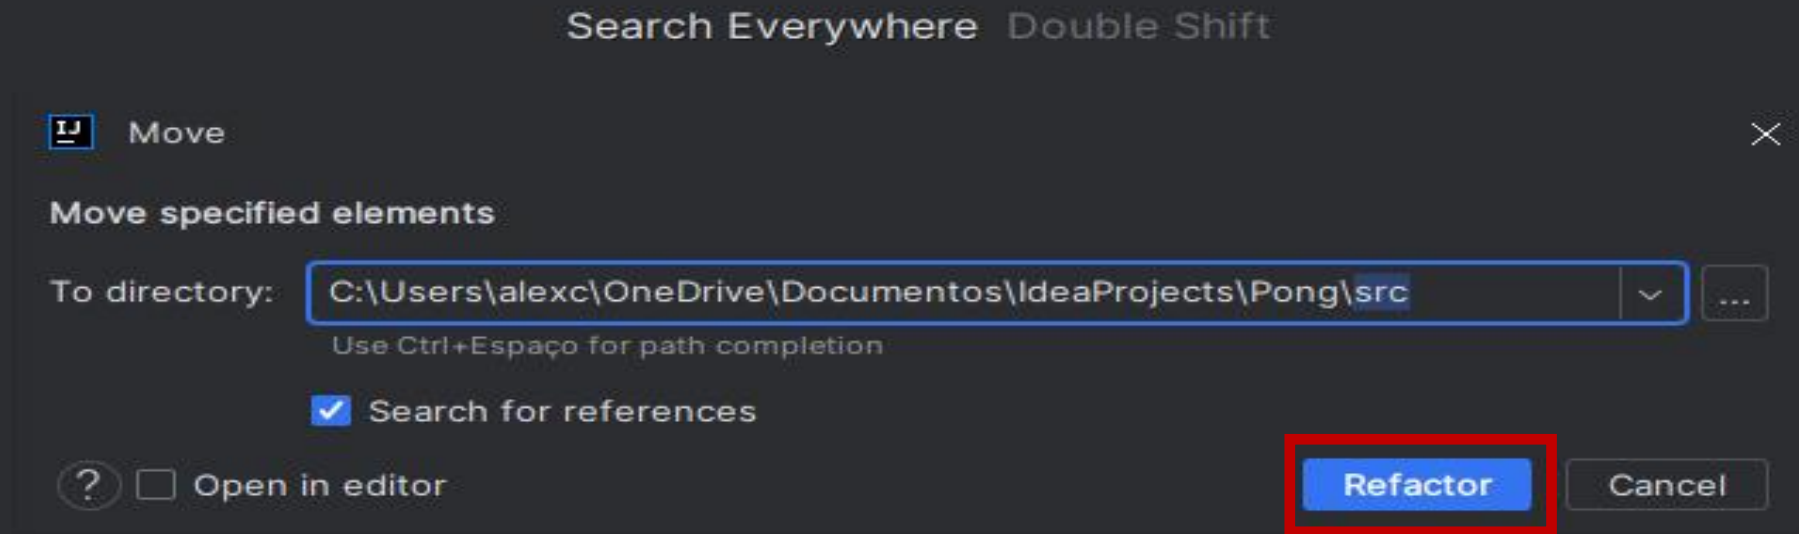 Search Everywhere Double Shift
IJ Move
Move specified elements
To directory: C:\Users\alexc\OneDrive\Documentos\IdeaProjects\Pong\src ...
Use Ctrl+Espaço for path completion
Search for references
? Open in editor Refactor Cancel